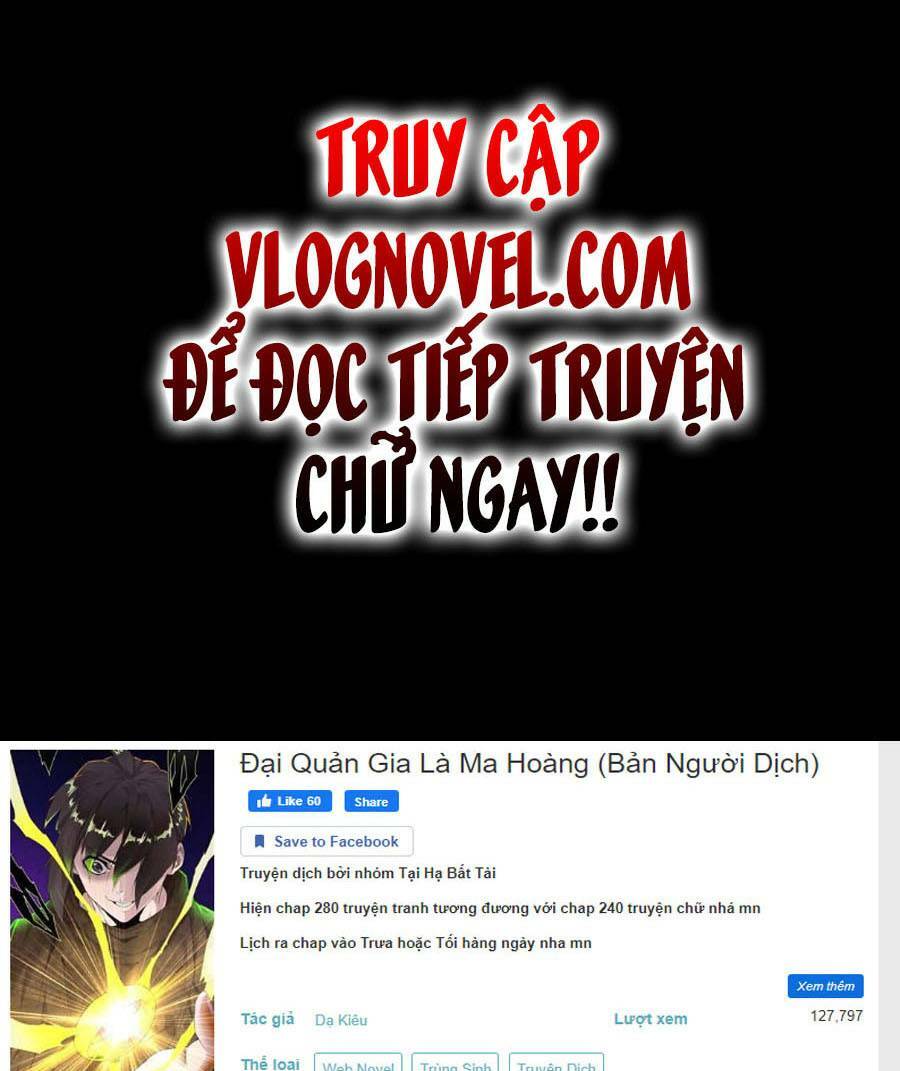 TRUY CẬP
VLOGNOVEL.COM
ĐỂ ĐỌC TIẾP TRUYỆN
CHỮ NGAY!!
Đại Quản Gia Là Ma Hoàng (Bản Người Dịch)
Like 60 Share
Save to Facebook
Truyện dịch bởi nhóm Tại Hạ Bất Tài
Hiện chap 280 truyện tranh tương đương với chap 240 truyện chữ nhá mn
Lịch ra chap vào Trưa hoặc Tối hàng ngày nha mn
Xem thêm
Tác giả Dạ Kiêu Lượt xem 127,797
Thể loại Web Novel Trùng Sinh Truyện Dịch